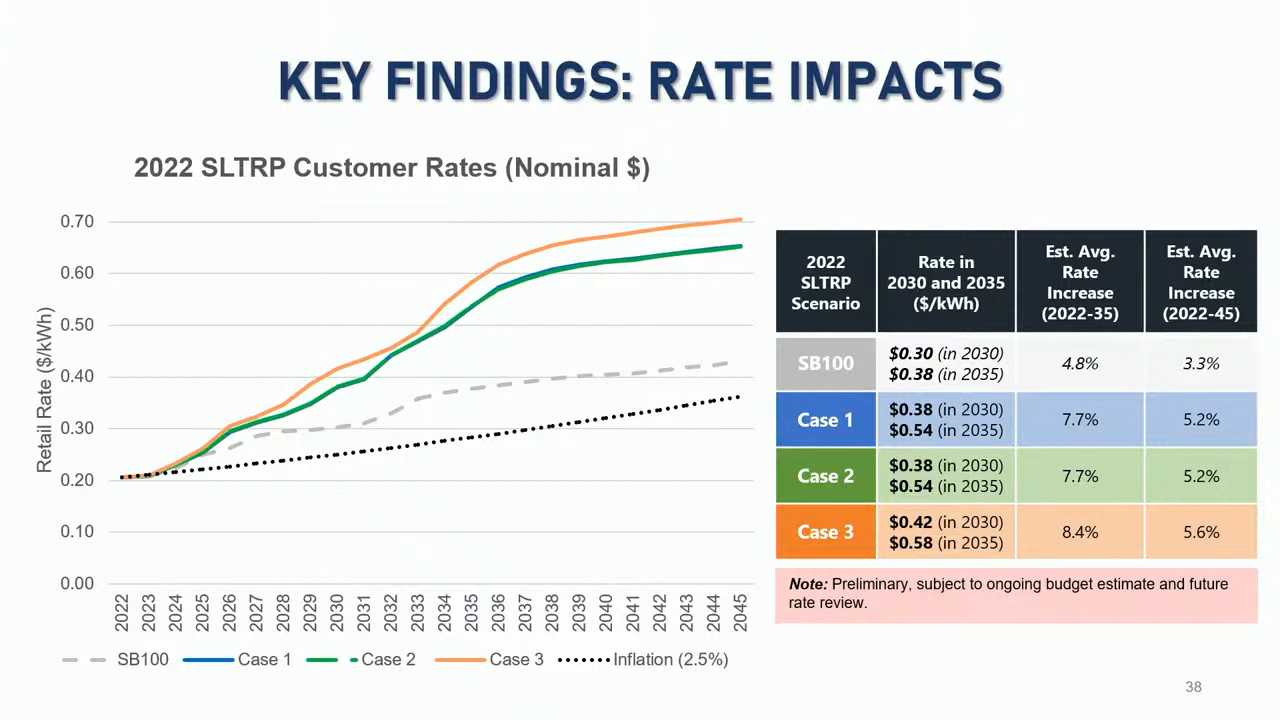 KEY FINDINGS: RATE IMPACTS
2022 SLTRP Customer Rates (Nominal $)
Retail Rate ($/kWh)
0.70
0.60
0.50
0.40
0.30
0.20
0.10
0.00
2022
2023
2024
2025
2026
2027
2028
2029
2030
2031
2032
2033
2034
2035
2036
2037
2038
2039
2040
2041
2042
2043
2044
2045
SB100
Case 1
Case 2
Case 3
Inflation (2.5%)
2022
SLTRP
Scenario
Rate in
2030 and 2035
($/kWh)
Est. Avg.
Rate
Increase
(2022-35)
Est. Avg.
Rate
Increase
(2022-45)
SB100
$0.30 (in 2030)
$0.38 (in 2035)
4.8%
3.3%
Case 1
$0.38 (in 2030)
$0.54 (in 2035)
7.7%
5.2%
Case 2
$0.38 (in 2030)
$0.54 (in 2035)
7.7%
5.2%
Case 3
$0.42 (in 2030)
$0.58 (in 2035)
8.4%
5.6%
Note: Preliminary, subject to ongoing budget estimate and future
rate review.
38